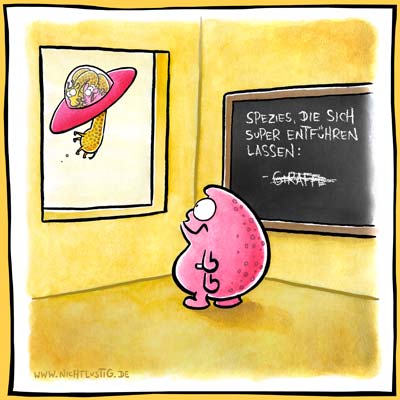 SPEZIES, DIE SICH
SUPER ENTFÜHREN
LASSEN:
- GIRAFFE
WWW.NICHTLUSTIG.DE